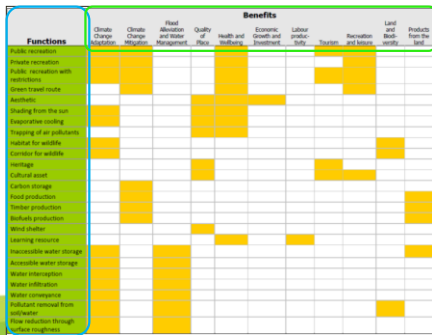 Benefits
Functions
Climate
Change
Adaptation
Climate
Change
Mitigation
Flood
Alleviation
and Water
Management
Quality
of
Place
Health and
Wellbeing
Economic
Growth and
Investment
Labour
produc-
tivity
Tourism
Recreation
and leisure
Land
and
Biodi-
versity
Products
from
the land
Public recreation
Private recreation
Public recreation with
restrictions
Green travel route
Aesthetic
Shading from the sun
Evaporative cooling
Trapping of air pollutants
Habitat for wildlife
Corridor for wildlife
Heritage
Cultural asset
Carbon storage
Food production
Timber production
Biofuels production
Wind shelter
Learning resource
Inaccessible water storage
Accessible water storage
Water interception
Water infiltration
Water conveyance
Pollutant removal from
soil/water
Flow reduction through
surface roughness